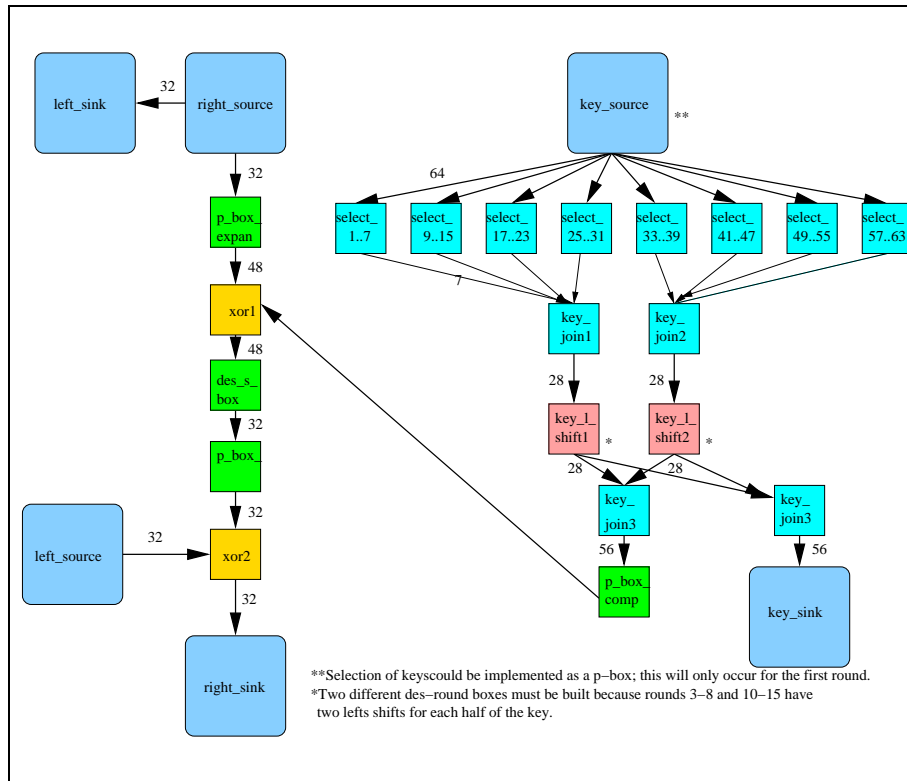 32
left_sink
right_source
key_source
**
32
64
p_box_
expan
select_
1..7
select_
9..15
select_
17..23
select_
25..31
select_
33..39
select_
41..47
select_
49..55
select_
57..63
48
7
xor1
key_
join1
key_
join2
48
28
28
des_s_
box
key_l_
shift1
*
key_l_
shift2
*
32
p_box_
28
28
key_
join3
key_
join3
32
56
56
left_source
32
xor2
p_box_
comp
32
key_sink
right_sink
**Selection of keyscould be implemented as a p–box; this will only occur for the first round.
*Two different des–round boxes must be built because rounds 3–8 and 10–15 have
two lefts shifts for each half of the key.